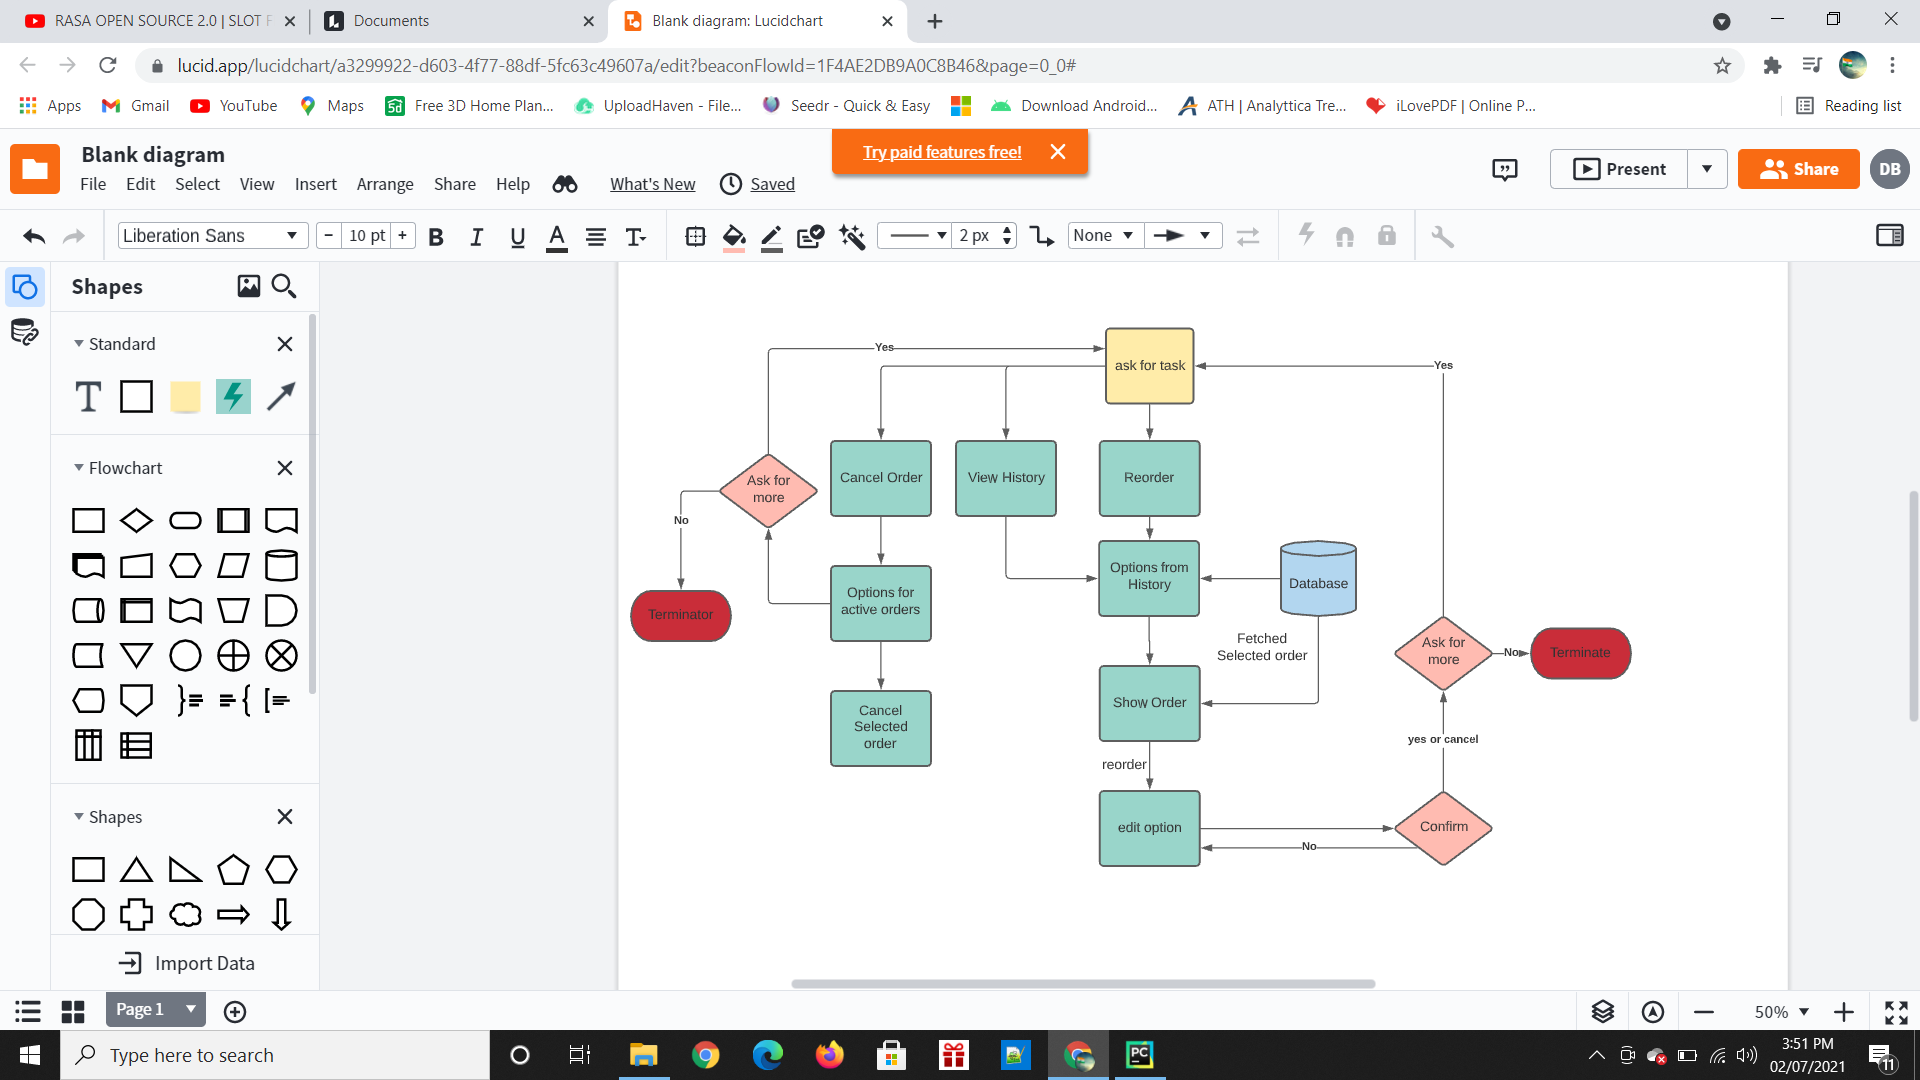 RASA OPEN SOURCE 2.0 | SLOT F
Documents
Blank diagram: Lucidchart
lucid.app/lucidchart/a3299922-d603-4f77-88df-5fc63c49607a/edit?beaconFlowId=1F4AE2DB9A0C8B46&page=0_0#
Apps
Gmail
YouTube
Maps
Free 3D Home Plan...
UploadHaven - File...
Seedr - Quick & Easy
Download Android...
ATH | Analyttica Tre...
iLovePDF | Online P...
Reading list
Blank diagram
Try paid features free!
File Edit Select View Insert Arrange Share Help What's New Saved
Present
Share
DB
Liberation Sans
- 10 pt +
B I U A T
2 px
None
Shapes
Standard
T
Flowchart
Shapes
Import Data
Yes
ask for task
Yes
Ask for
more
Cancel Order
View History
Reorder
No
Options from
History
Database
Terminator
Options for
active orders
Fetched
Selected order
Ask for
more
No
Terminate
Cancel
Selected
order
Show Order
yes or cancel
reorder
edit option
Confirm
No
Page 1
50%
Type here to search
PC
3:51 PM
02/07/2021
11